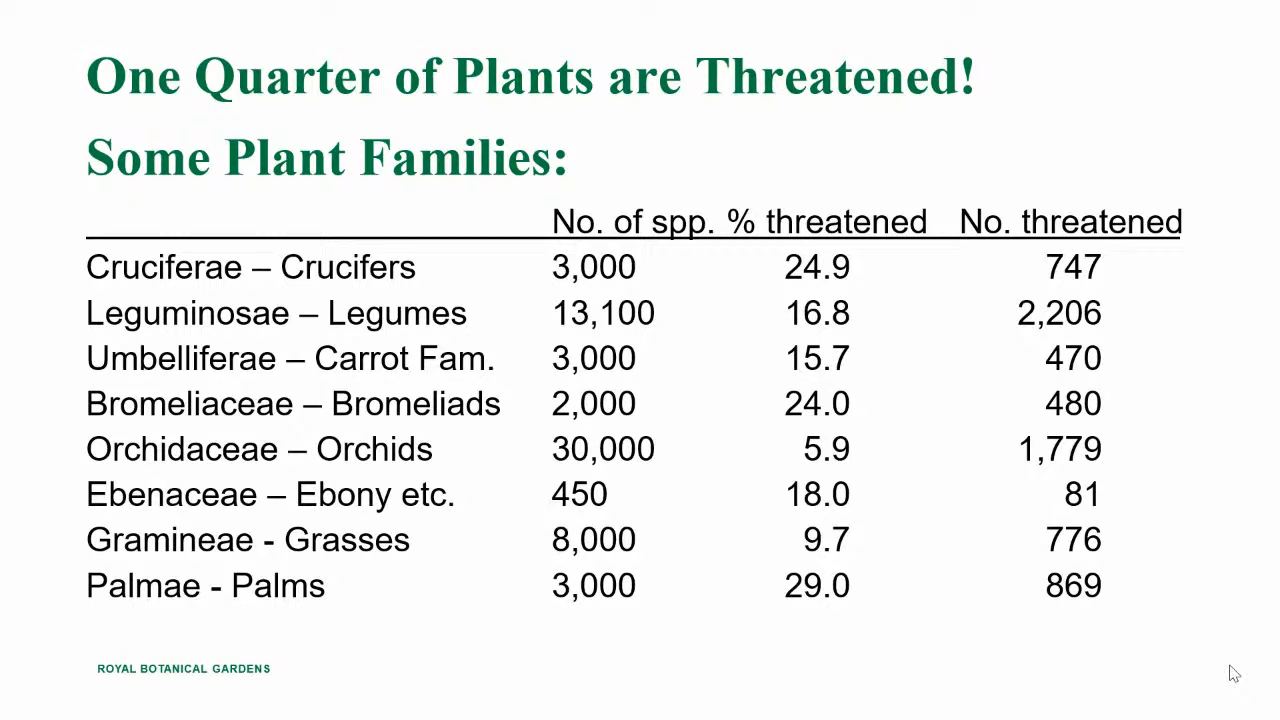 One Quarter of Plants are Threatened!
Some Plant Families:
No. of spp. % threatened No. threatened
Cruciferae – Crucifers 3,000 24.9 747
Leguminosae – Legumes 13,100 16.8 2,206
Umbelliferae – Carrot Fam. 3,000 15.7 470
Bromeliaceae – Bromeliads 2,000 24.0 480
Orchidaceae – Orchids 30,000 5.9 1,779
Ebenaceae – Ebony etc. 450 18.0 81
Gramineae - Grasses 8,000 9.7 776
Palmae - Palms 3,000 29.0 869
ROYAL BOTANICAL GARDENS